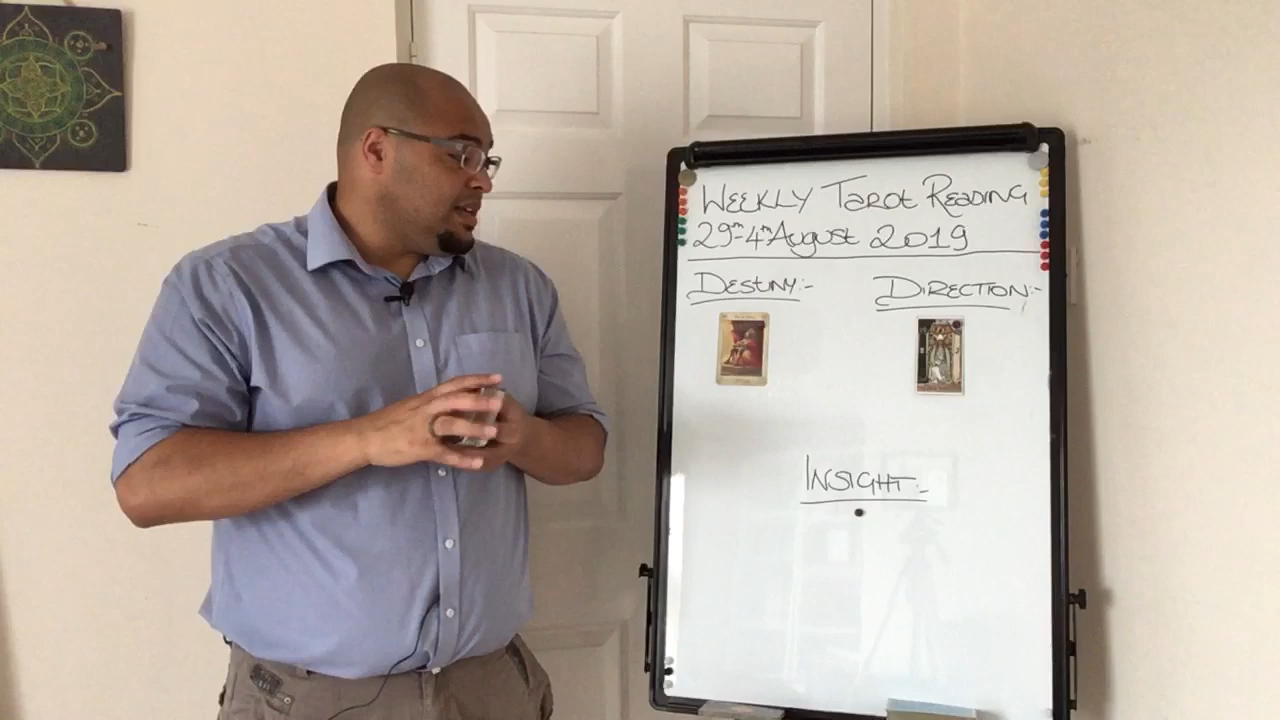 WEEKLY TAROT READING
29th-4th August 2019
DESTINY:-
DIRECTION:-
INSIGHT:-